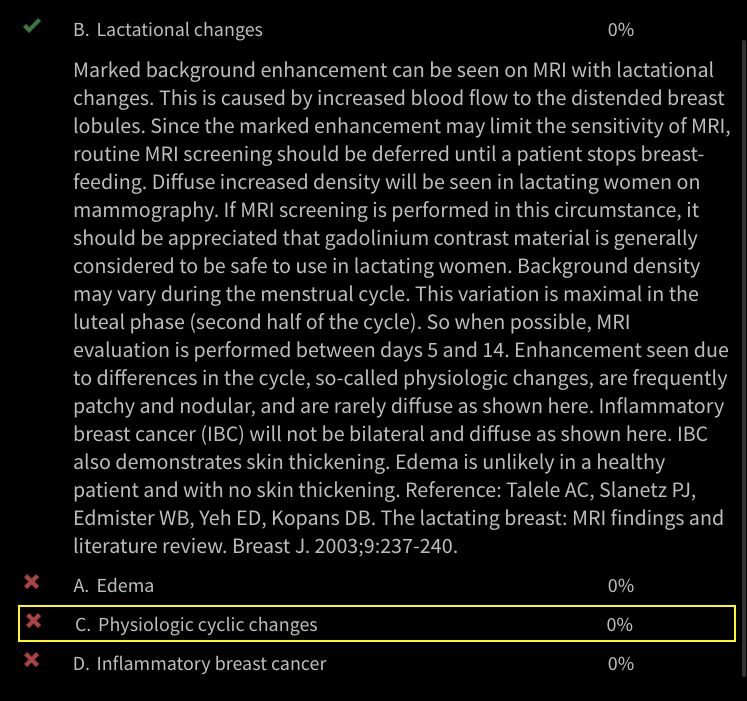 B. Lactational changes 0%
Marked background enhancement can be seen on MRI with lactational
changes. This is caused by increased blood flow to the distended breast
lobules. Since the marked enhancement may limit the sensitivity of MRI,
routine MRI screening should be deferred until a patient stops breast-
feeding. Diffuse increased density will be seen in lactating women on
mammography. If MRI screening is performed in this circumstance, it
should be appreciated that gadolinium contrast material is generally
considered to be safe to use in lactating women. Background density
may vary during the menstrual cycle. This variation is maximal in the
luteal phase (second half of the cycle). So when possible, MRI
evaluation is performed between days 5 and 14. Enhancement seen due
to differences in the cycle, so-called physiologic changes, are frequently
patchy and nodular, and are rarely diffuse as shown here. Inflammatory
breast cancer (IBC) will not be bilateral and diffuse as shown here. IBC
also demonstrates skin thickening. Edema is unlikely in a healthy
patient and with no skin thickening. Reference: Talele AC, Slanetz PJ,
Edmister WB, Yeh ED, Kopans DB. The lactating breast: MRI findings and
literature review. Breast J. 2003;9:237-240.
A. Edema 0%
C. Physiologic cyclic changes 0%
D. Inflammatory breast cancer 0%